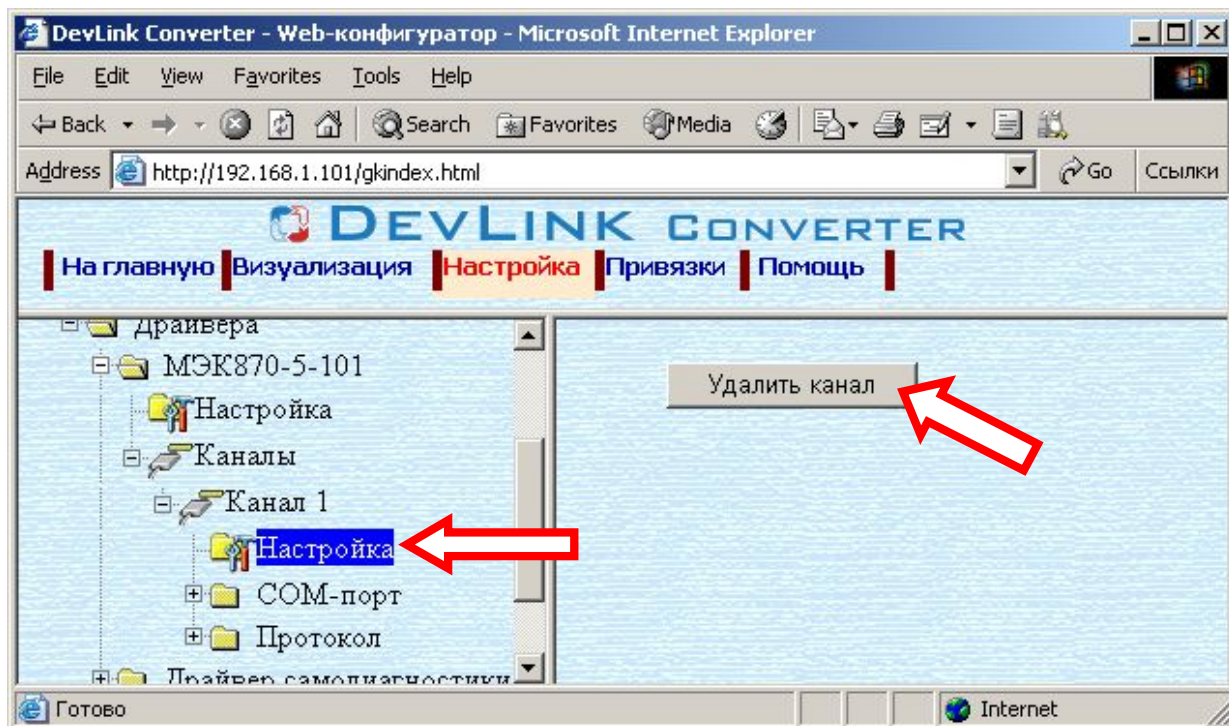 DevLink Converter - Web-конфигуратор - Microsoft Internet Explorer
File Edit View Favorites Tools Help
Back Search Favorites Media
Address http://192.168.1.101/gkindex.html Go Ссылки
DEVLINK CONVERTER
На главную Визуализация Настройка Привязки Помощь
Драйвера
МЭК870-5-101
Удалить канал
Настройка
Каналы
Канал 1
Настройка
COM-порт
Протокол
Драйвер самодиагностики
Готово Internet